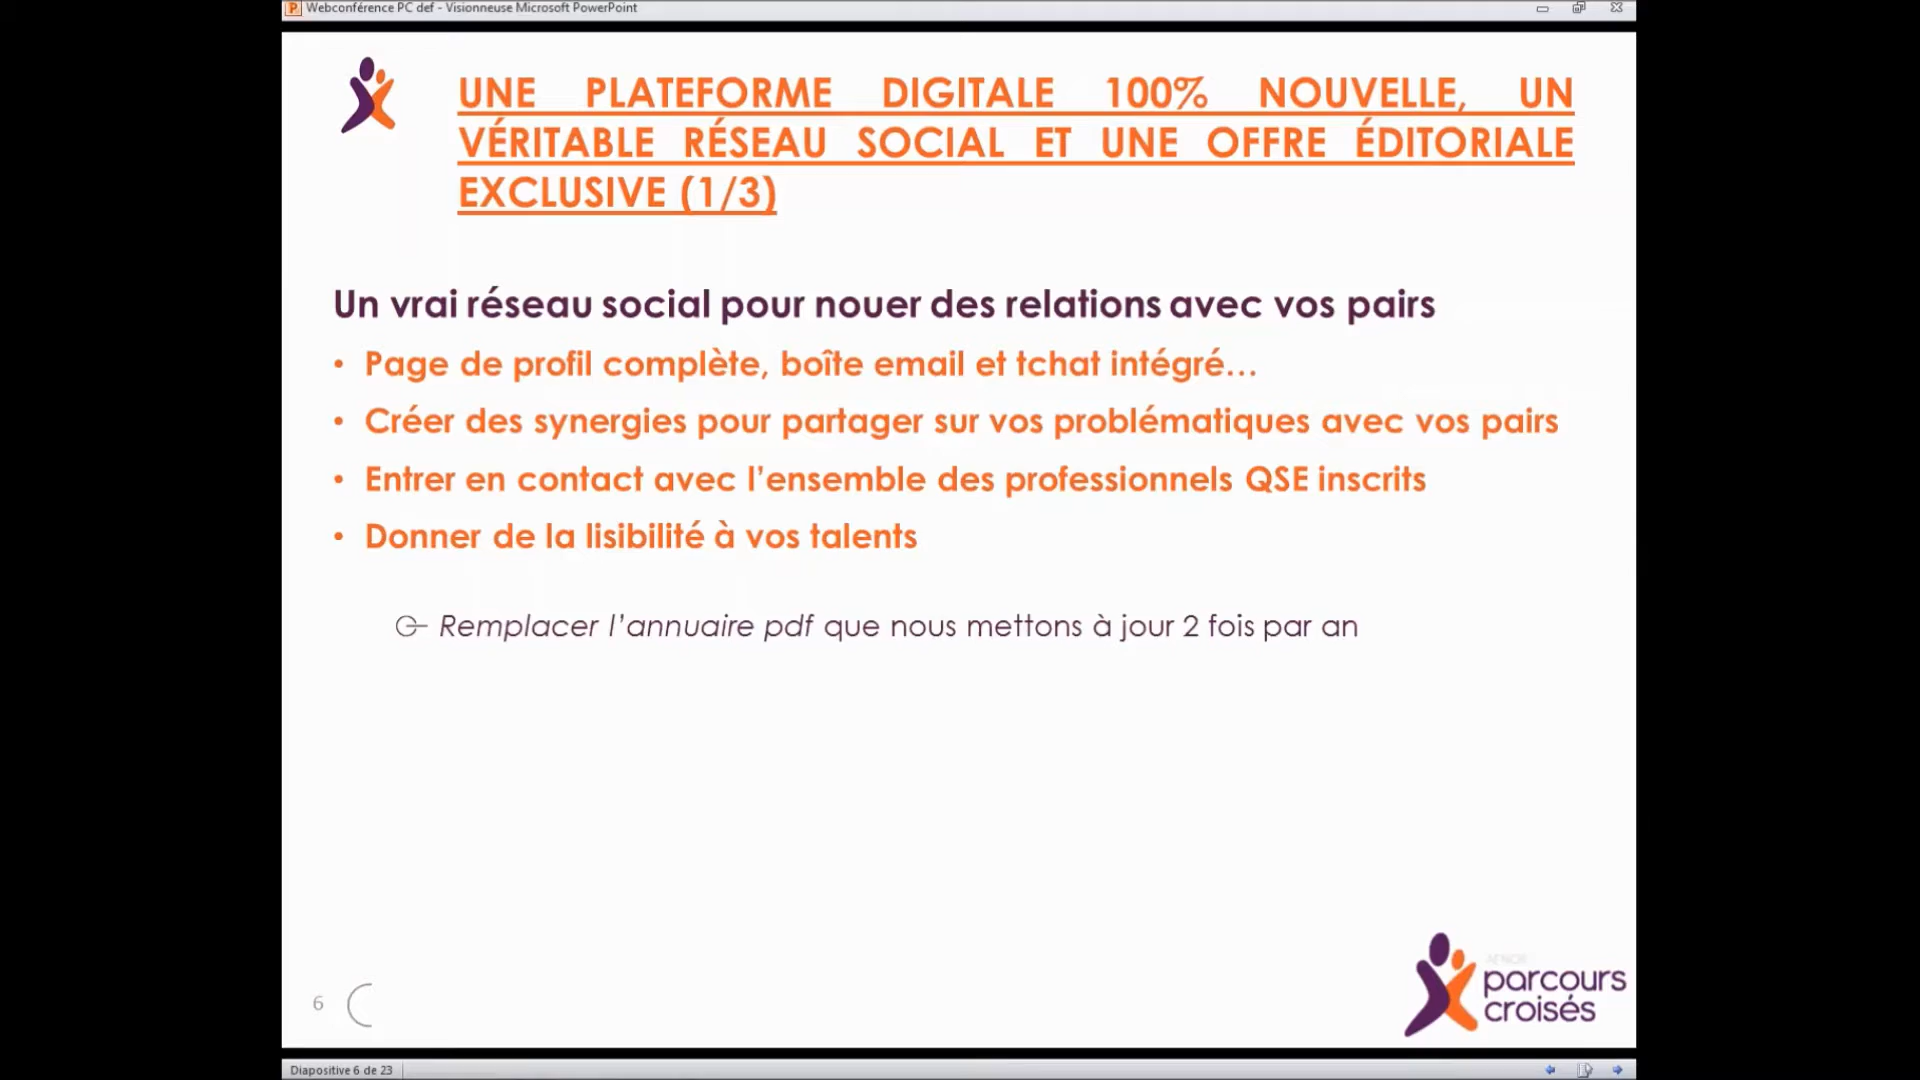 Webconférence PC def - Visionneuse Microsoft PowerPoint
UNE PLATEFORME DIGITALE 100% NOUVELLE, UN
VÉRITABLE RÉSEAU SOCIAL ET UNE OFFRE ÉDITORIALE
EXCLUSIVE (1/3)
Un vrai réseau social pour nouer des relations avec vos pairs
• Page de profil complète, boîte email et tchat intégré...
• Créer des synergies pour partager sur vos problématiques avec vos pairs
• Entrer en contact avec l'ensemble des professionnels QSE inscrits
• Donner de la lisibilité à vos talents
Remplacer l'annuaire pdf que nous mettons à jour 2 fois par an
AFNOR
parcours
croisés
6
Diapositive 6 de 23